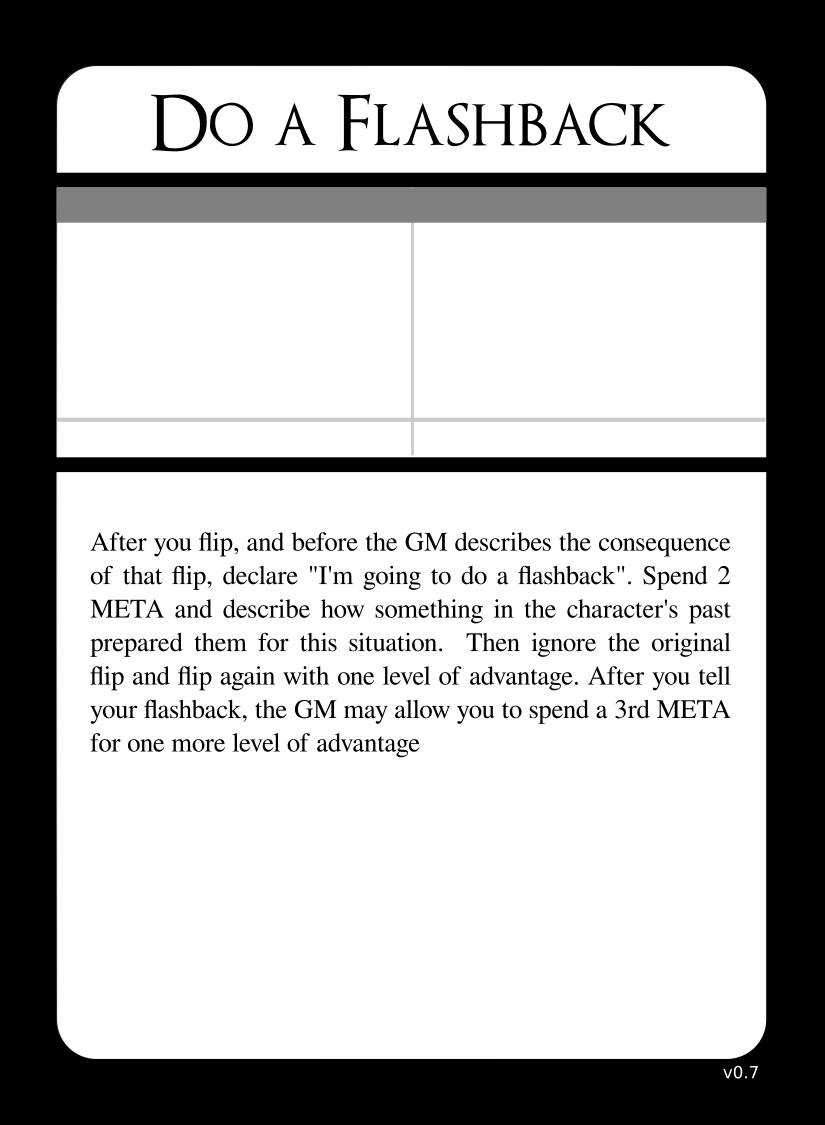 Do a Flashback
After you flip, and before the GM describes the consequence
of that flip, declare "I'm going to do a flashback". Spend 2
META and describe how something in the character's past
prepared them for this situation.  Then ignore the original
flip and flip again with one level of advantage. After you tell
your flashback, the GM may allow you to spend a 3rd META
for one more level of advantage
v0.7